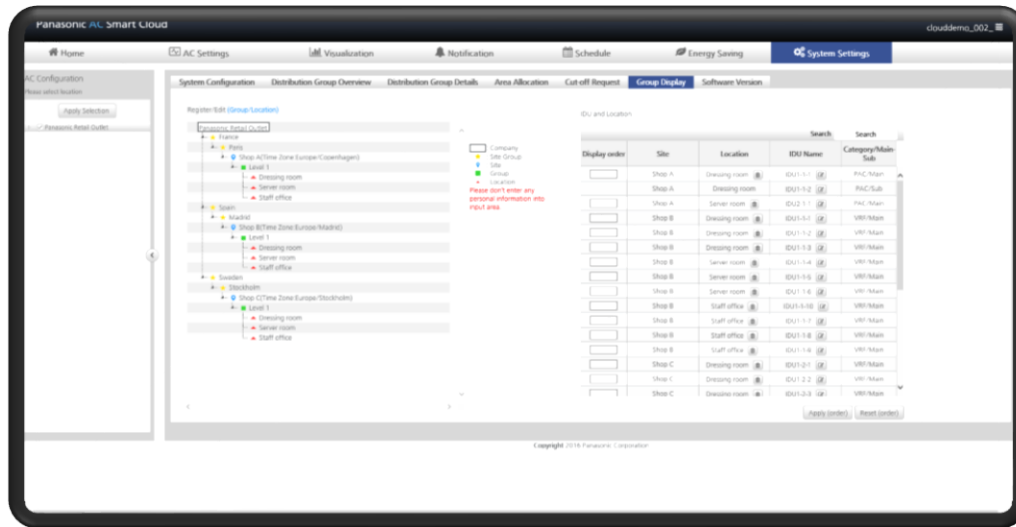 Panasonic AC Smart Cloud
clouddemo_002_
Home
AC Settings
Visualization
Notification
Schedule
Energy Saving
System Settings
AC Configuration
Please select location
Apply Selection
Panasonic Retail Outlet
System Configuration
Distribution Group Overview
Distribution Group Details
Area Allocation
Cut off Request
Group Display
Software Version
Register/Edit (Group/Location)
Panasonic Retail Outlet
France
Paris
Shop A(Time Zone:Europe/Copenhagen)
Level 1
Dressing room
Server room
Staff office
Spain
Madrid
Shop B(Time Zone:Europe/Madrid)
Level 1
Dressing room
Server room
Staff office
Sweden
Stockholm
Shop C(Time Zone:Europe/Stockholm)
Level 1
Dressing room
Server room
Staff office
Company
Site Group
Site
Group
Location
Please don't enter any
personal information into
input area.
IDU and Location
Search Search
Display order Site Location IDU Name Category/Main-Sub
Shop A Dressing room IDU1-1-1 PAC/Main
Shop A Dressing room IDU1-1-2 PAC/Sub
Shop A Server room IDU2-1-1 PAC/Main
Shop B Dressing room IDU1-1-1 VRF/Main
Shop B Dressing room IDU1-1-2 VRF/Main
Shop B Dressing room IDU1-1-3 VRF/Main
Shop B Server room IDU1-1-4 VRF/Main
Shop B Server room IDU1-1-5 VRF/Main
Shop B Server room IDU1-1-6 VRF/Main
Shop B Staff office IDU1-1-10 VRF/Main
Shop B Staff office IDU1-1-7 VRF/Main
Shop B Staff office IDU1-1-8 VRF/Main
Shop B Staff office IDU1-1-9 VRF/Main
Shop C Dressing room IDU1-2-1 VRF/Main
Shop C Dressing room IDU1-2-2 VRF/Main
Shop C Dressing room IDU1-2-3 VRF/Main
Apply (order) Reset (order)
Copyright 2016 Panasonic Corporation